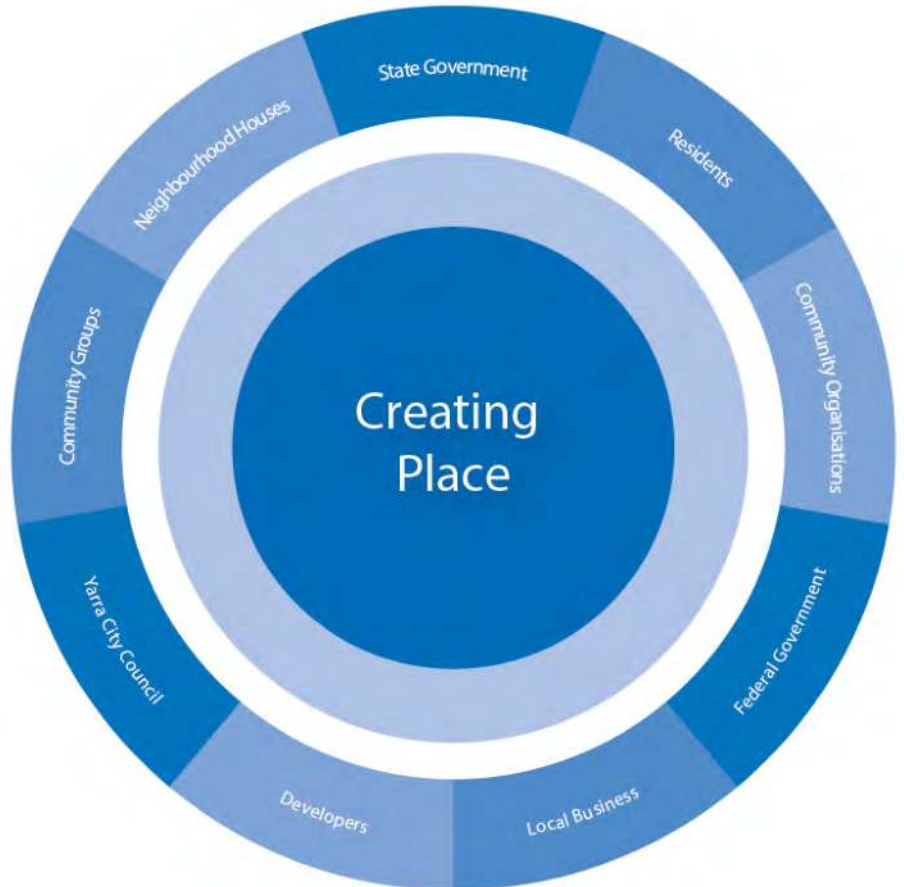 State Government
Residents
Community Organisations
Federal Government
Local Business
Developers
Yarra City Council
Community Groups
Neighbourhood Houses
Creating
Place